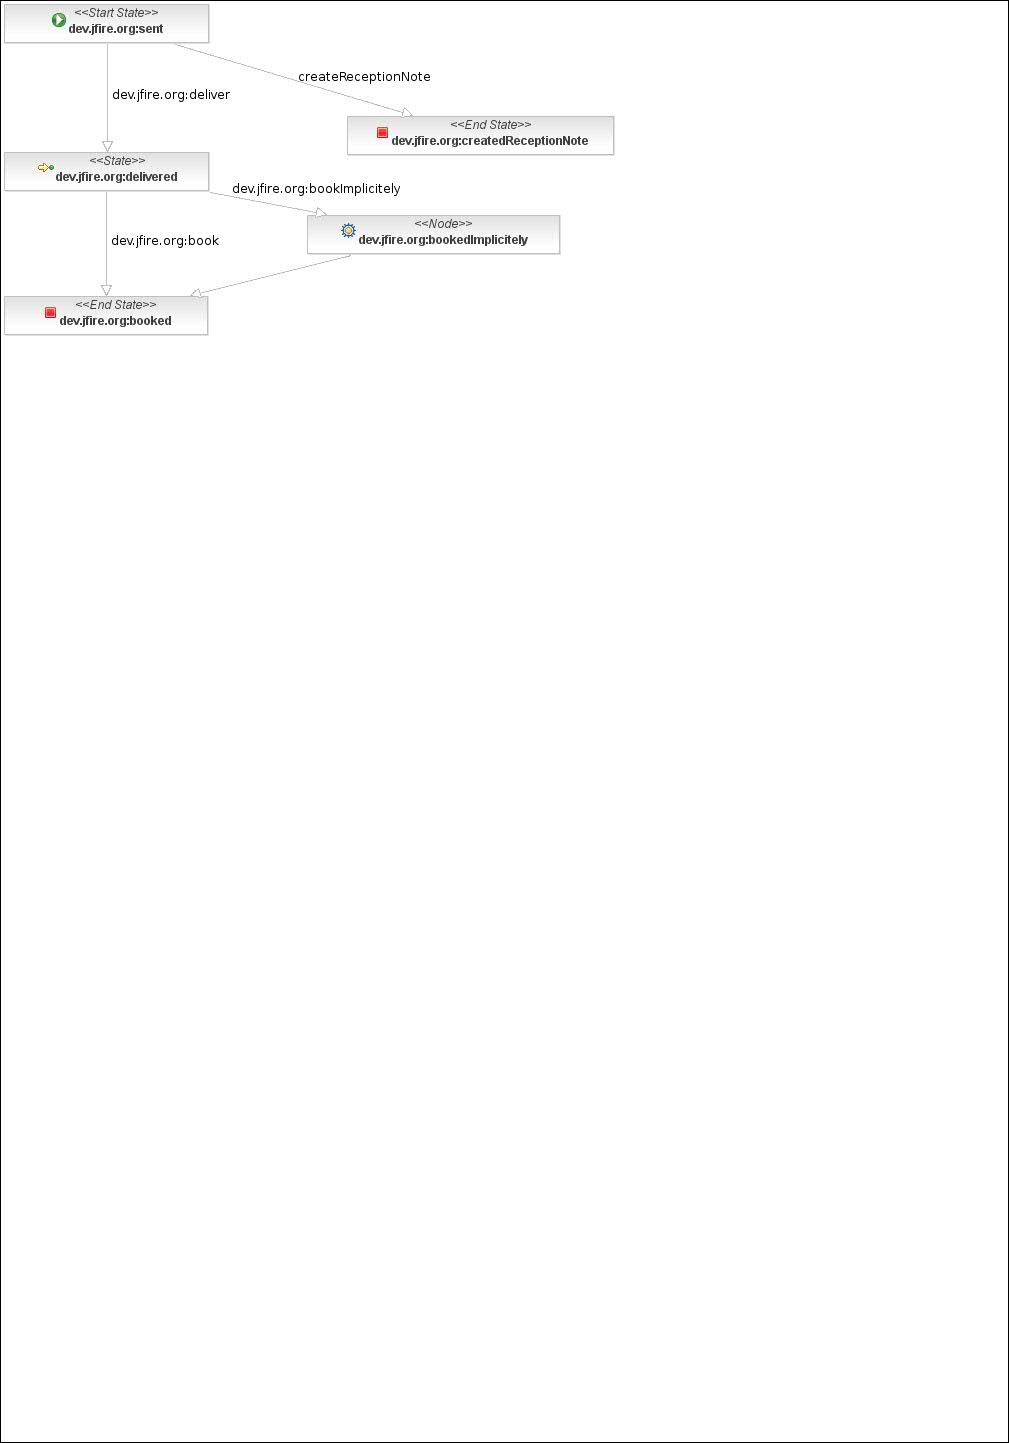 <<Start State>>
dev.jfire.org:sent
createReceptionNote
dev.jfire.org:deliver
<<End State>>
dev.jfire.org:createdReceptionNote
<<State>>
dev.jfire.org:delivered
dev.jfire.org:bookImplicitely
<<Node>>
dev.jfire.org:bookedImplicitely
dev.jfire.org:book
<<End State>>
dev.jfire.org:booked